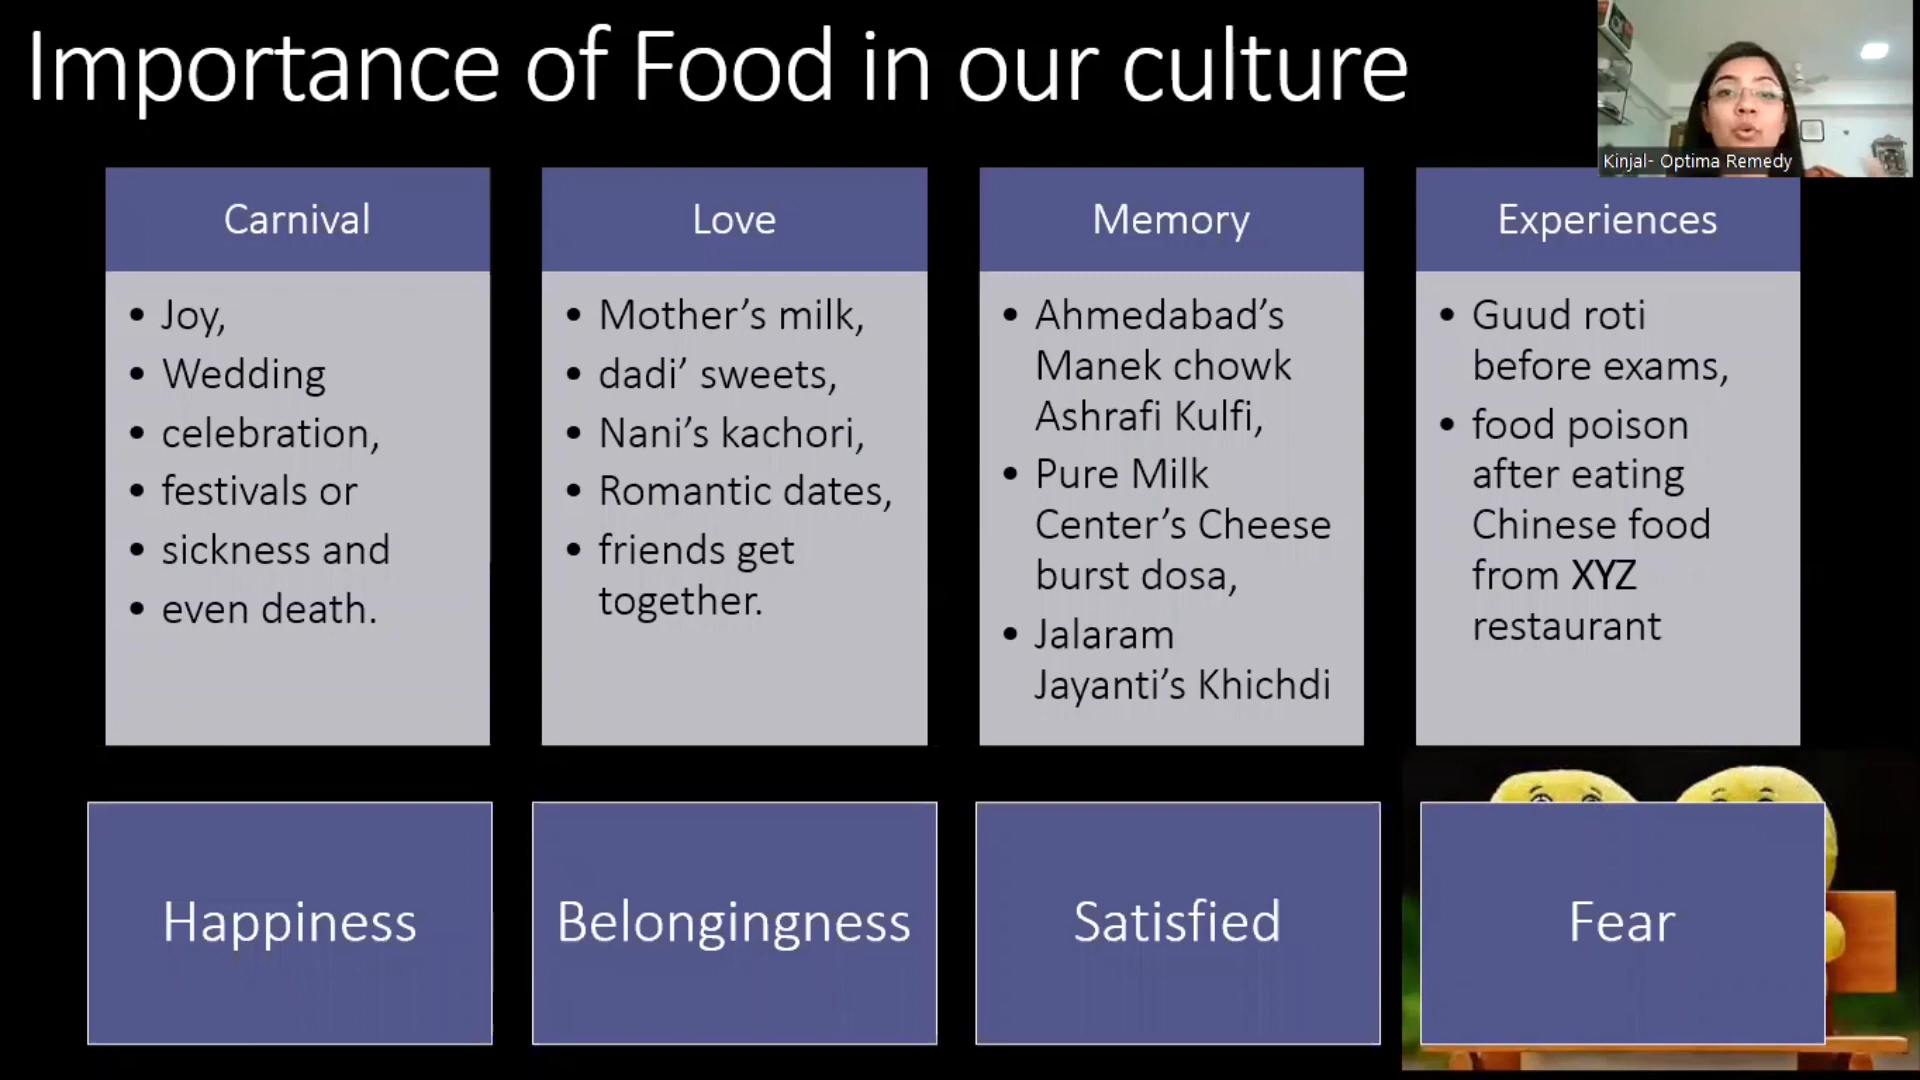 Importance of Food in our culture
Kinjal- Optima Remedy
Carnival
• Joy,
• Wedding
• celebration,
• festivals or
• sickness and
• even death.
Love
• Mother’s milk,
• dadi’ sweets,
• Nani’s kachori,
• Romantic dates,
• friends get
together.
Memory
• Ahmedabad’s
Manek chowk
Ashrafi Kulfi,
• Pure Milk
Center’s Cheese
burst dosa,
• Jalaram
Jayanti’s Khichdi
Experiences
• Guud roti
before exams,
• food poison
after eating
Chinese food
from XYZ
restaurant
Happiness
Belongingness
Satisfied
Fear